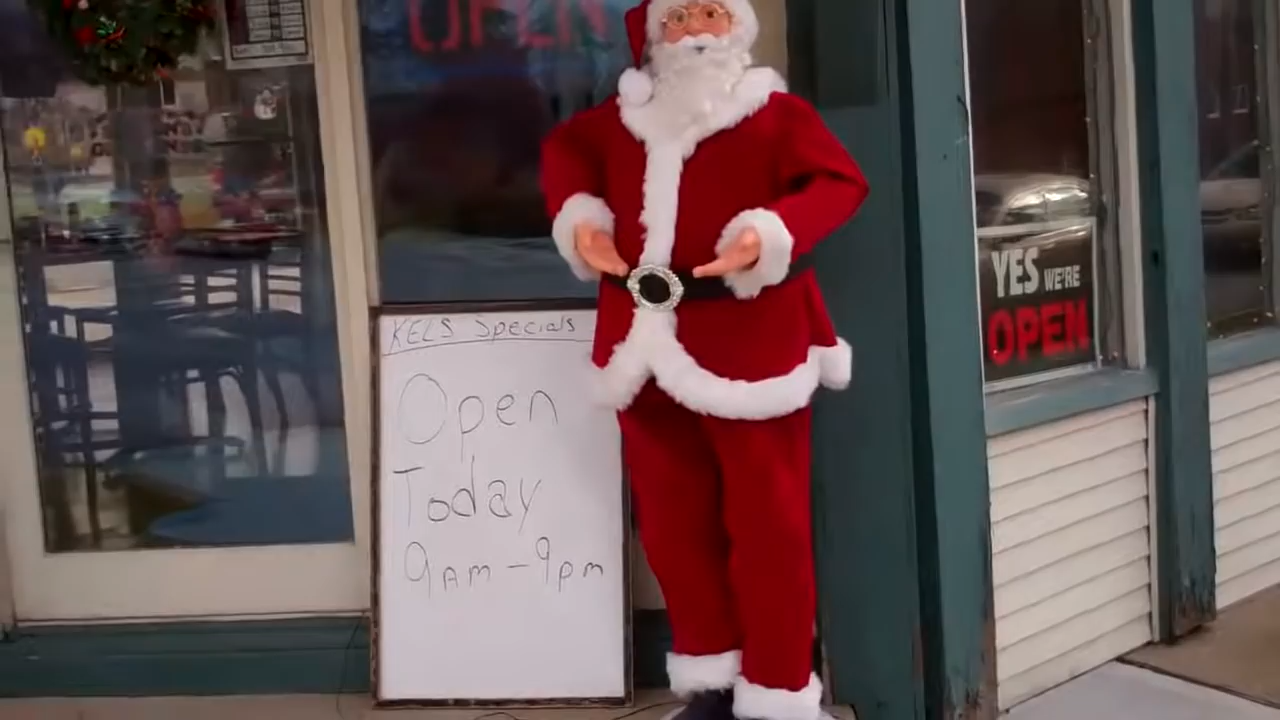 OPEN
KELS Specials
Open
Today
9AM - 9pm
YES WE'RE
OPEN